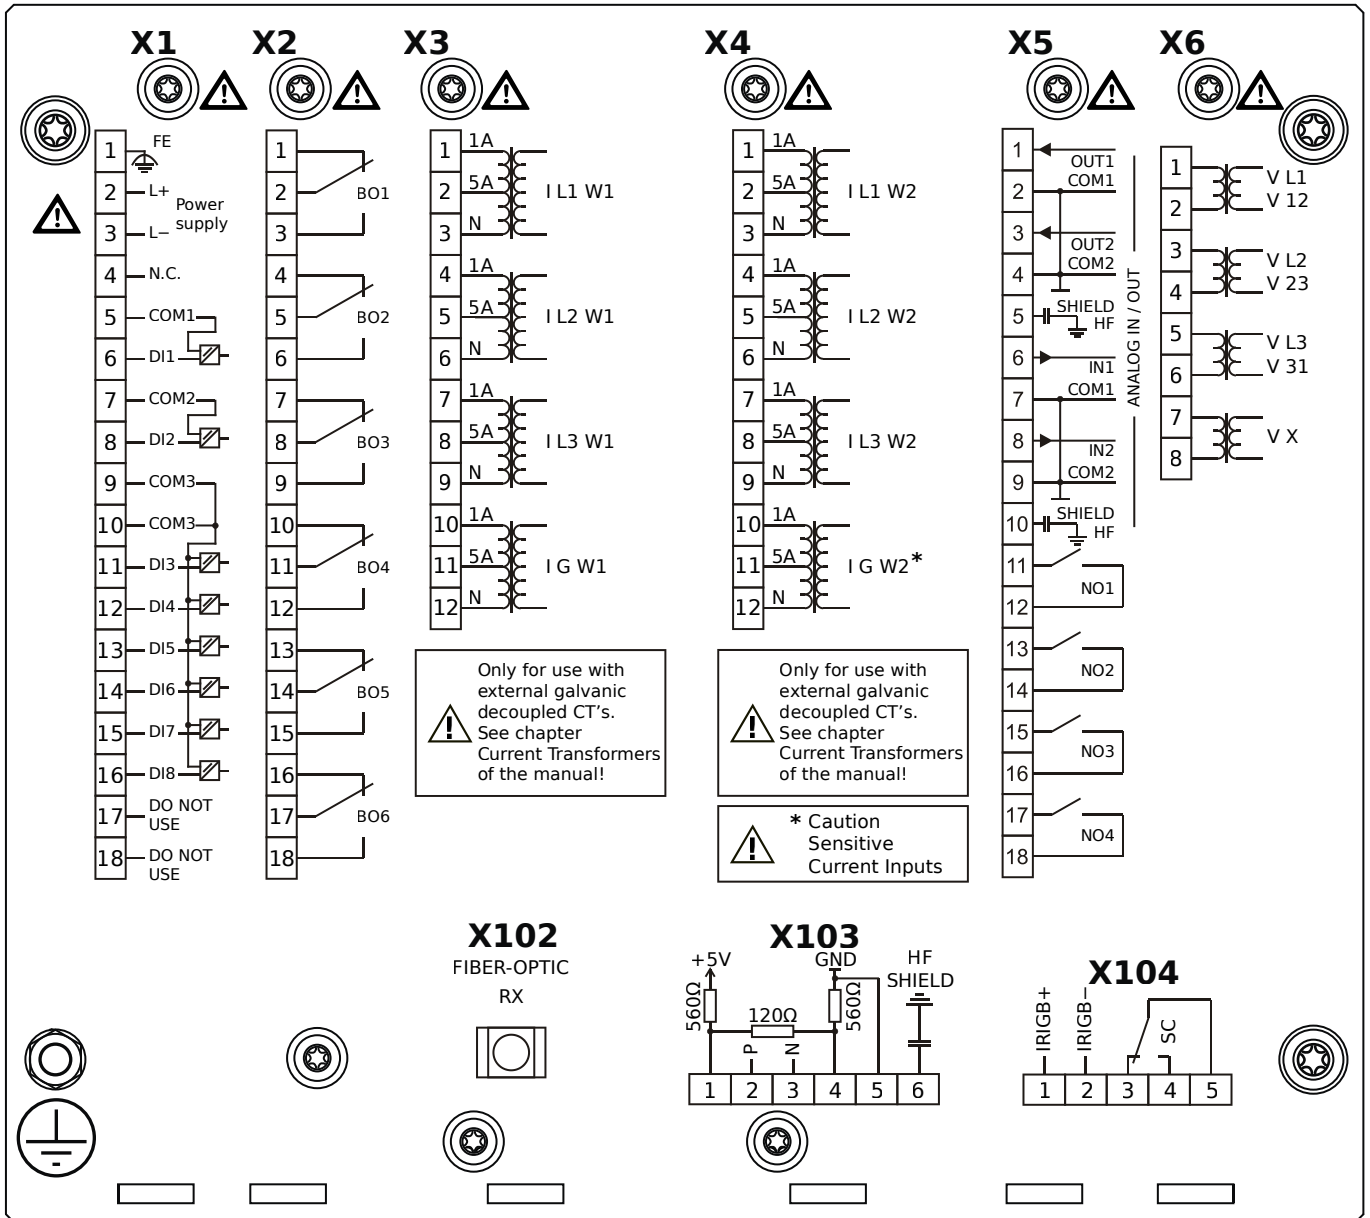 X1
1 FE
2 L+
Power
supply
3 L−
4 N.C.
5 COM1
6 DI1
7 COM2
8 DI2
9 COM3
10 COM3
11 DI3
12 DI4
13 DI5
14 DI6
15 DI7
16 DI8
17 DO NOT
USE
18 DO NOT
USE
X2
1
2 BO1
3
4
5 BO2
6
7
8 BO3
9
10
11 BO4
12
13
14 BO5
15
16
17 BO6
18
X3
1 1A
2 5A I L1 W1
3 N
4 1A
5 5A I L2 W1
6 N
7 1A
8 5A I L3 W1
9 N
10 1A
11 5A I G W1
12 N
Only for use with
external galvanic
decoupled CT's.
See chapter
Current Transformers
of the manual!
X4
1 1A
2 5A I L1 W2
3 N
4 1A
5 5A I L2 W2
6 N
7 1A
8 5A I L3 W2
9 N
10 1A
11 5A I G W2*
12 N
Only for use with
external galvanic
decoupled CT's.
See chapter
Current Transformers
of the manual!
* Caution
Sensitive
Current Inputs
X5
1 OUT1
2 COM1
3 OUT2
4 COM2
5 SHIELD
HF
6 IN1
7 COM1
8 IN2
9 COM2
10 SHIELD
HF
ANALOG IN / OUT
11
NO1
12
13
NO2
14
15
NO3
16
17
NO4
18
X6
1 V L1
2 V 12
3 V L2
4 V 23
5 V L3
6 V 31
7
V X
8
X102
FIBER-OPTIC
RX
X103
+5V GND HF
SHIELD
560Ω 120Ω 560Ω
P N
1 2 3 4 5 6
X104
IRIGB+ IRIGB− SC
1 2 3 4 5